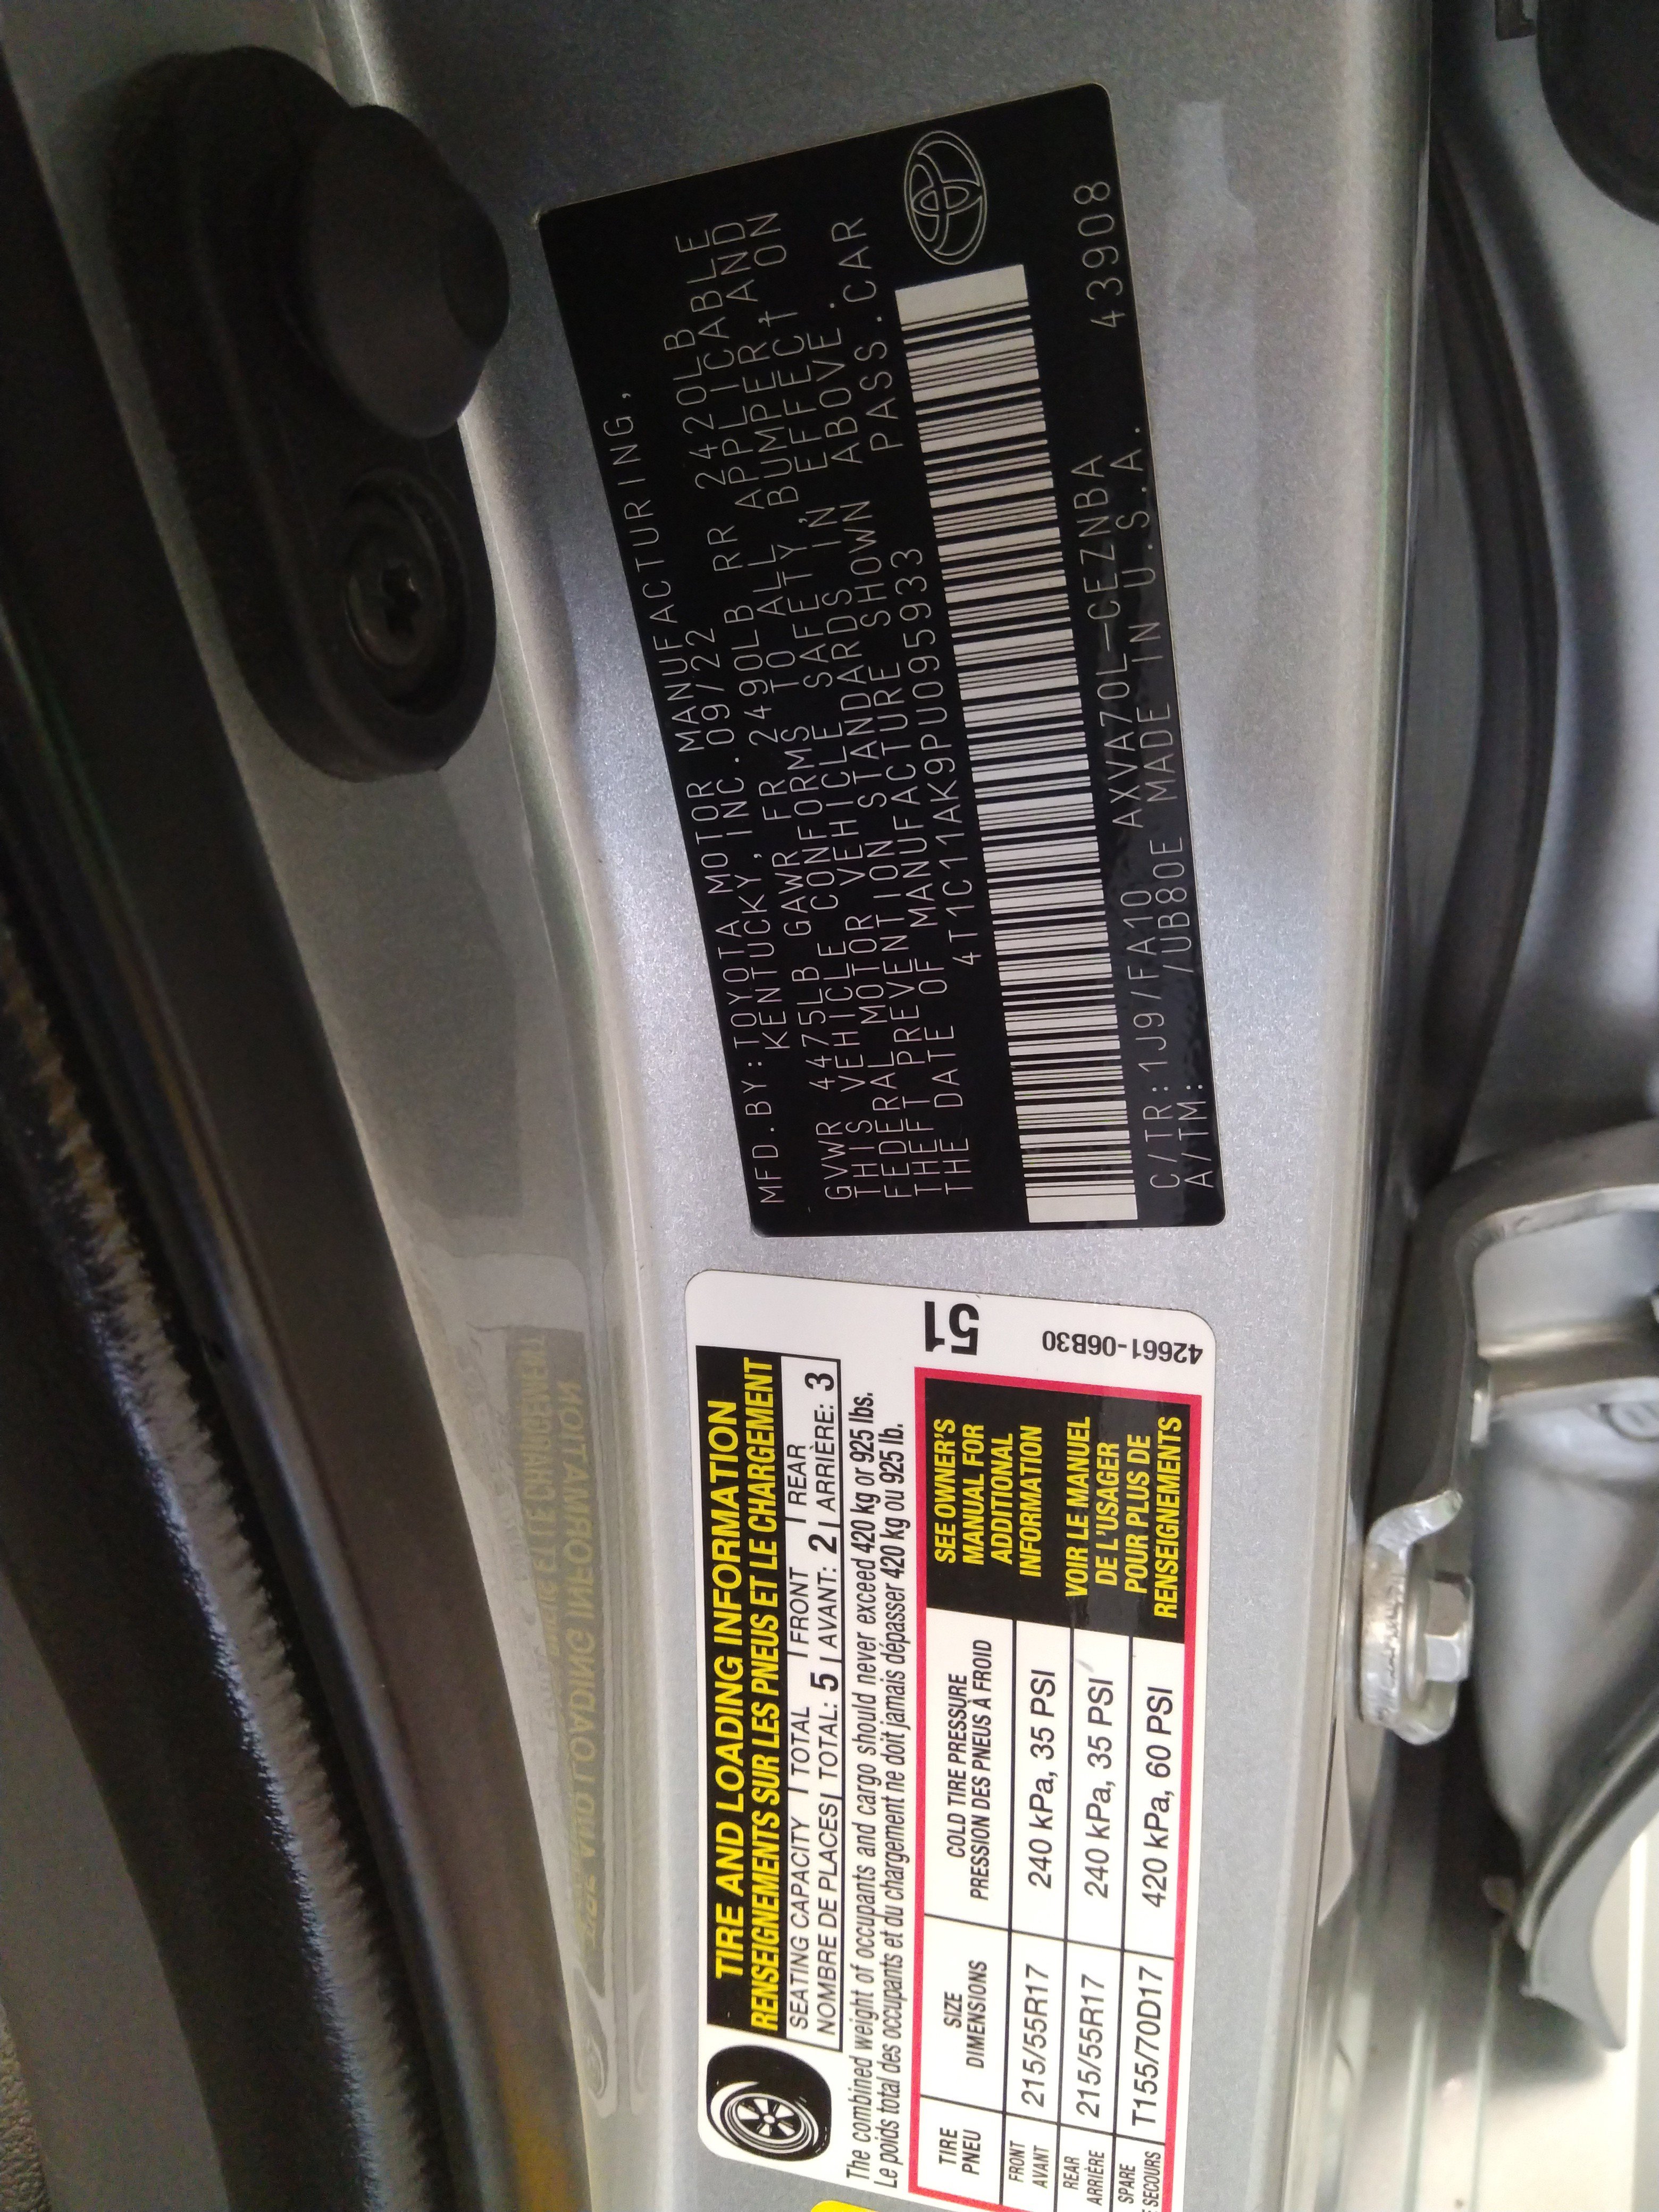 TIRE AND LOADING INFORMATION
RENSEIGNEMENTS SUR LES PNEUS ET LE CHARGEMENT
SEATING CAPACITY | TOTAL | FRONT | REAR
NOMBRE DE PLACES | TOTAL: 5 | AVANT: 2 | ARRIÈRE: 3
The combined weight of occupants and cargo should never exceed 420 kg or 925 lbs.
Le poids total des occupants et du chargement ne doit jamais dépasser 420 kg ou 925 lb.
TIRE SIZE COLD TIRE PRESSURE
PNEU DIMENSIONS PRESSION DES PNEUS À FROID
FRONT
AVANT 215/55R17 240 kPa, 35 PSI
REAR
ARRIÈRE 215/55R17 240 kPa, 35 PSI
SPARE
SECOURS T155/70D17 420 kPa, 60 PSI
SEE OWNER'S
MANUAL FOR
ADDITIONAL
INFORMATION
VOIR LE MANUEL
DE L'USAGER
POUR PLUS DE
RENSEIGNEMENTS
51
42661-06B30
MFD.BY:TOYOTA MOTOR MANUFACTURING,
KENTUCKY, INC. 09/22
GVWR 4475LB GAWR FR 2490LB RR 2420LB
THIS VEHICLE CONFORMS TO ALL APPLICABLE
FEDERAL MOTOR VEHICLE SAFETY, BUMPER, AND
THEFT PREVENTION STANDARDS IN EFFECT ON
THE DATE OF MANUFACTURE SHOWN ABOVE.
4T1C11AK9PU095933 PASS.CAR
C/TR:1J9/FA10 AXVA70L-CEZNBA 43908
A/TM: /UB80E MADE IN U.S.A.